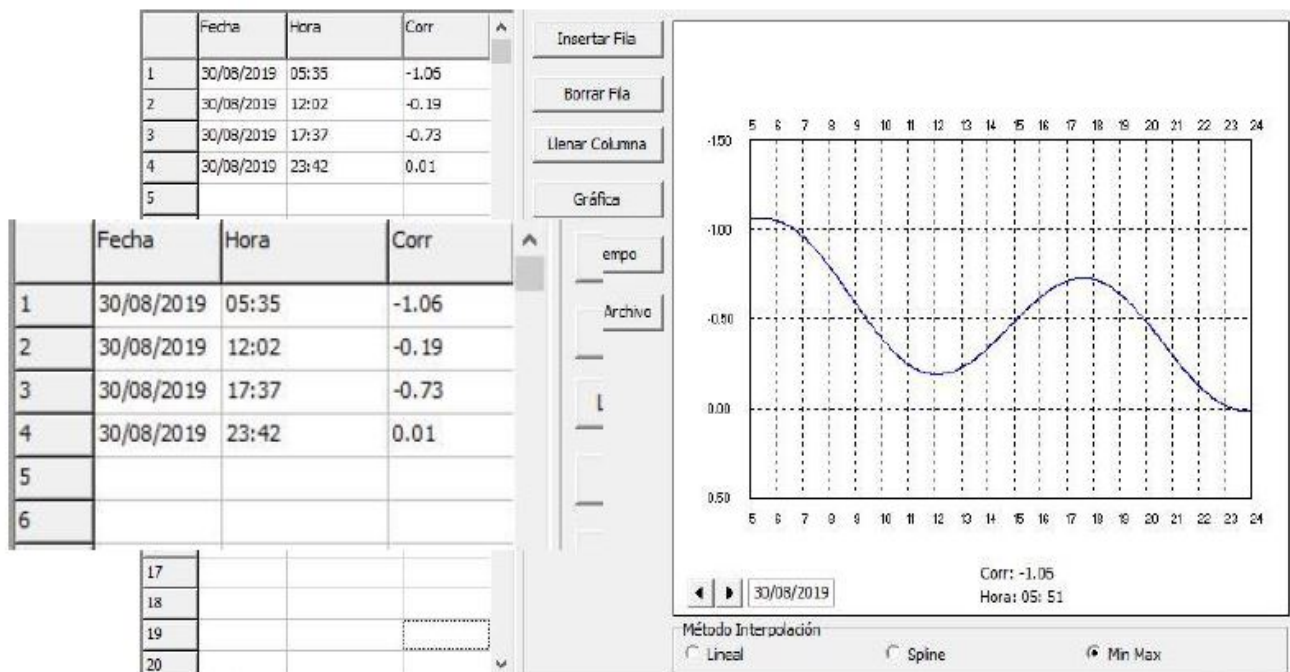 Fecha Hora Corr
1 30/08/2019 05:35 -1.06
2 30/08/2019 12:02 -0.19
3 30/08/2019 17:37 -0.73
4 30/08/2019 23:42 0.01
5
Insertar Fila
Borrar Fila
Llenar Columna
Gráfica
empo
Archivo
Fecha Hora Corr
1 30/08/2019 05:35 -1.06
2 30/08/2019 12:02 -0.19
3 30/08/2019 17:37 -0.73
4 30/08/2019 23:42 0.01
5
6
L
17
18
19
20
5 6 7 8 9 10 11 12 13 14 15 16 17 18 19 20 21 22 23 24
-1.50
-1.00
-0.50
0.00
0.50
5 6 7 8 9 10 11 12 13 14 15 16 17 18 19 20 21 22 23 24
30/08/2019
Corr: -1.05
Hora: 05: 51
Método Interpolación
Lineal Spline Min Max